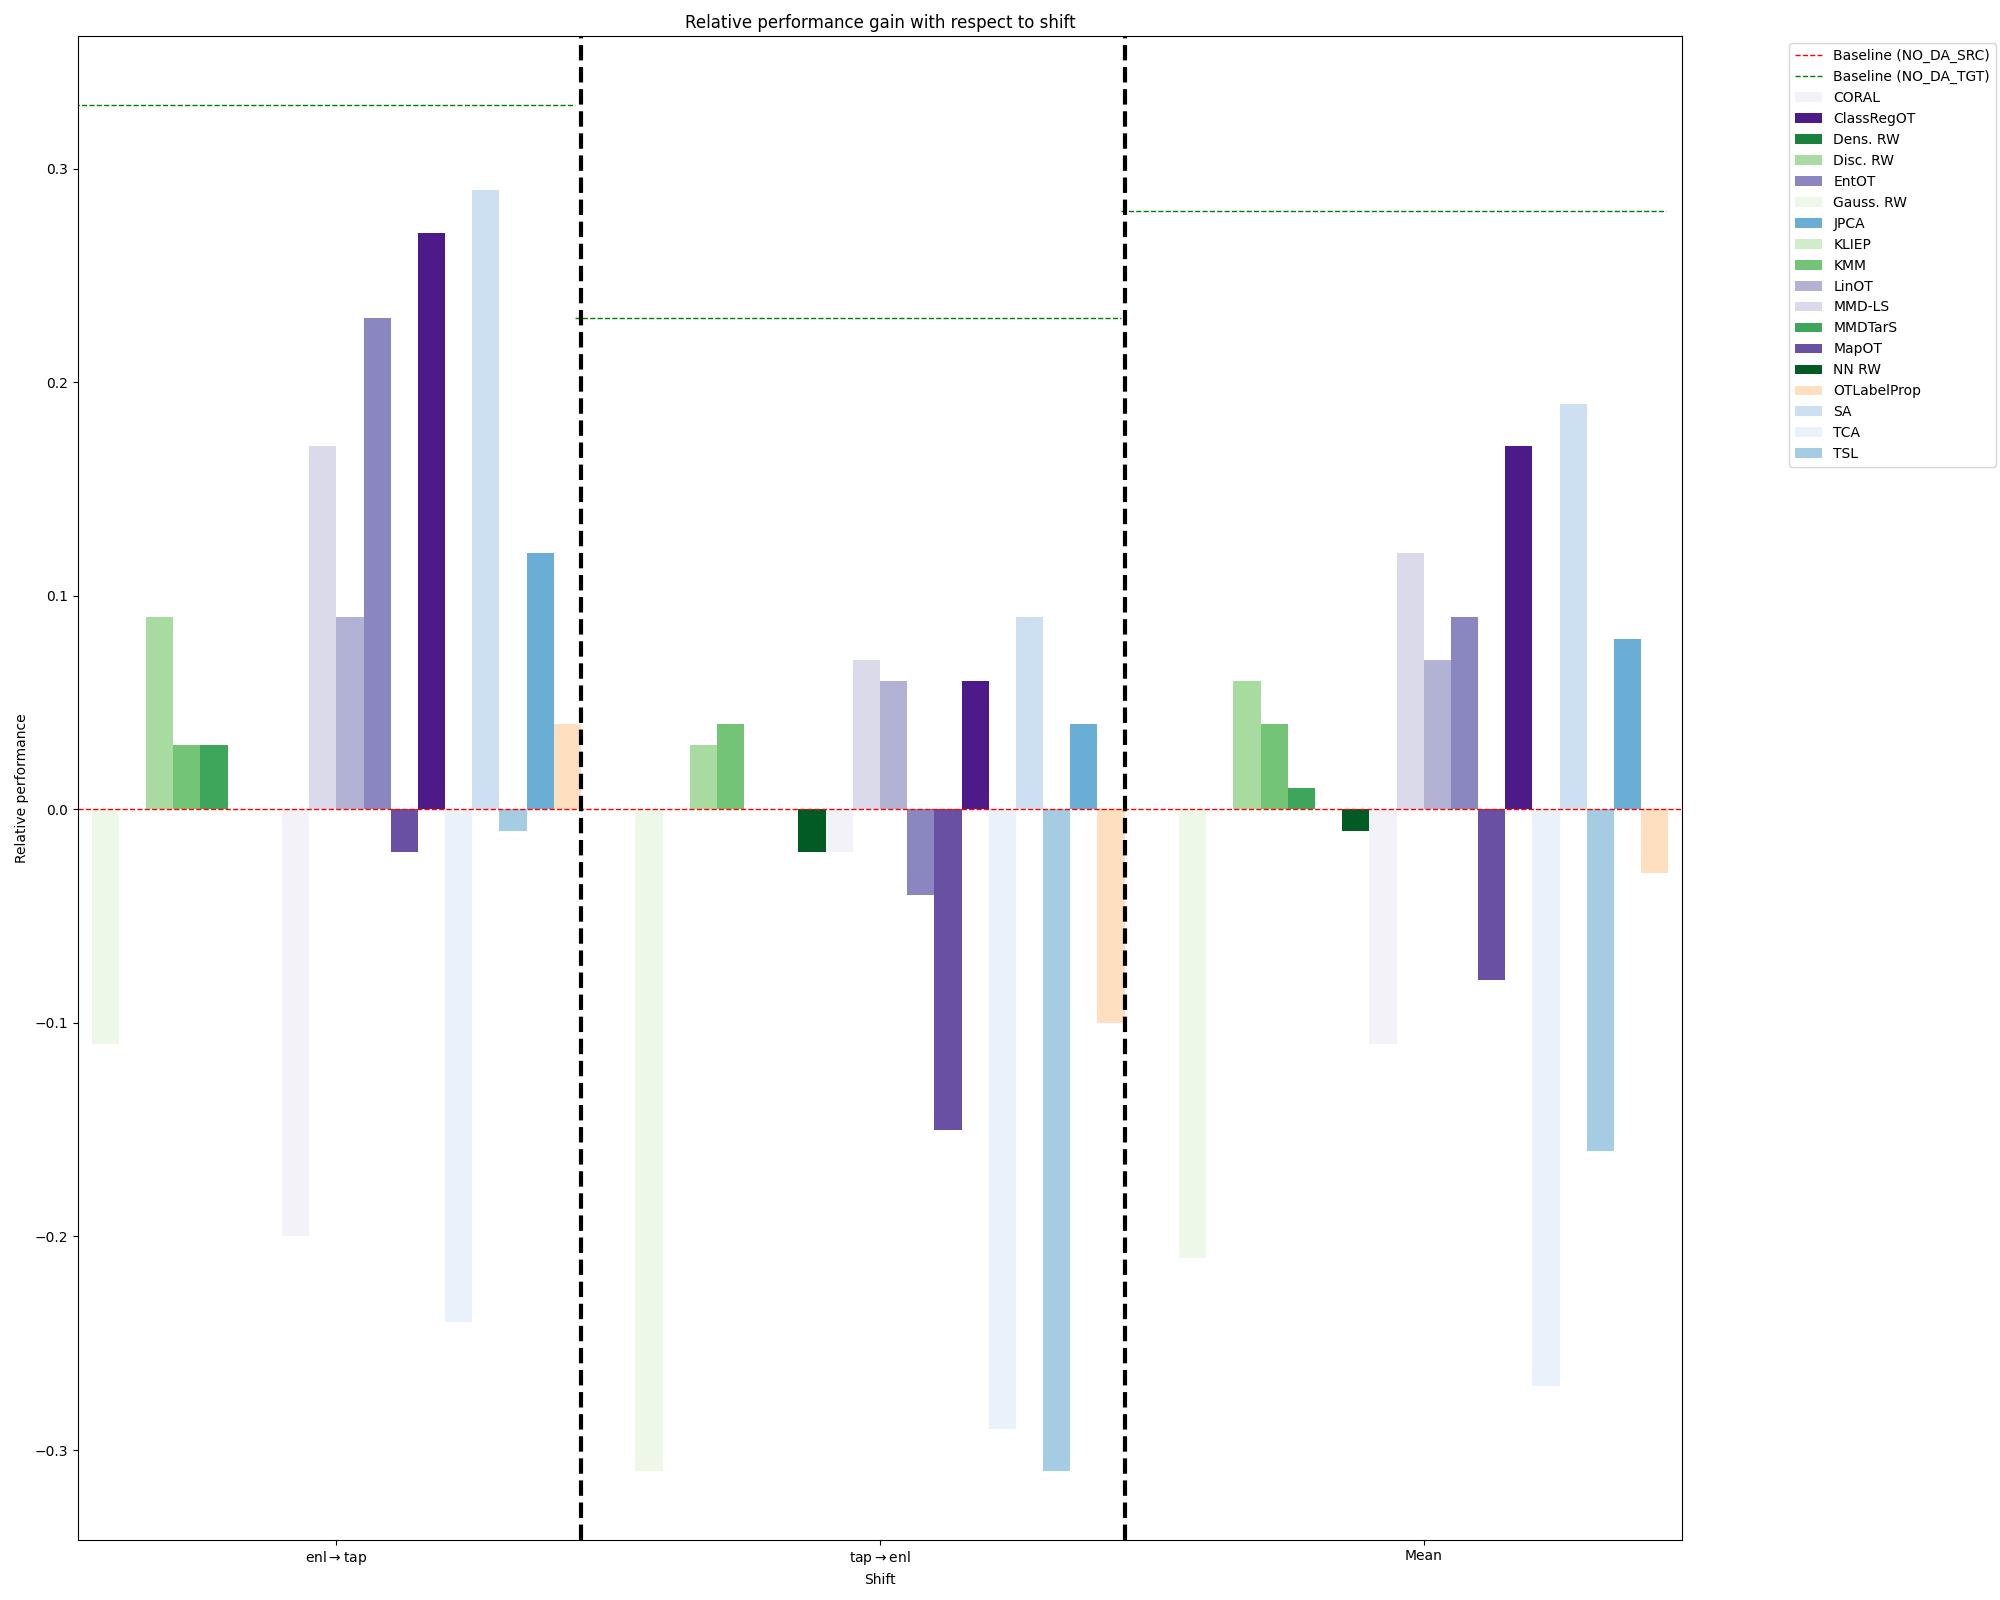 Relative performance gain with respect to shift
Relative performance
0.3
0.2
0.1
0.0
−0.1
−0.2
−0.3
enl→tap
tap→enl
Mean
Shift
Baseline (NO_DA_SRC)
Baseline (NO_DA_TGT)
CORAL
ClassRegOT
Dens. RW
Disc. RW
EntOT
Gauss. RW
JPCA
KLIEP
KMM
LinOT
MMD-LS
MMDTarS
MapOT
NN RW
OTLabelProp
SA
TCA
TSL